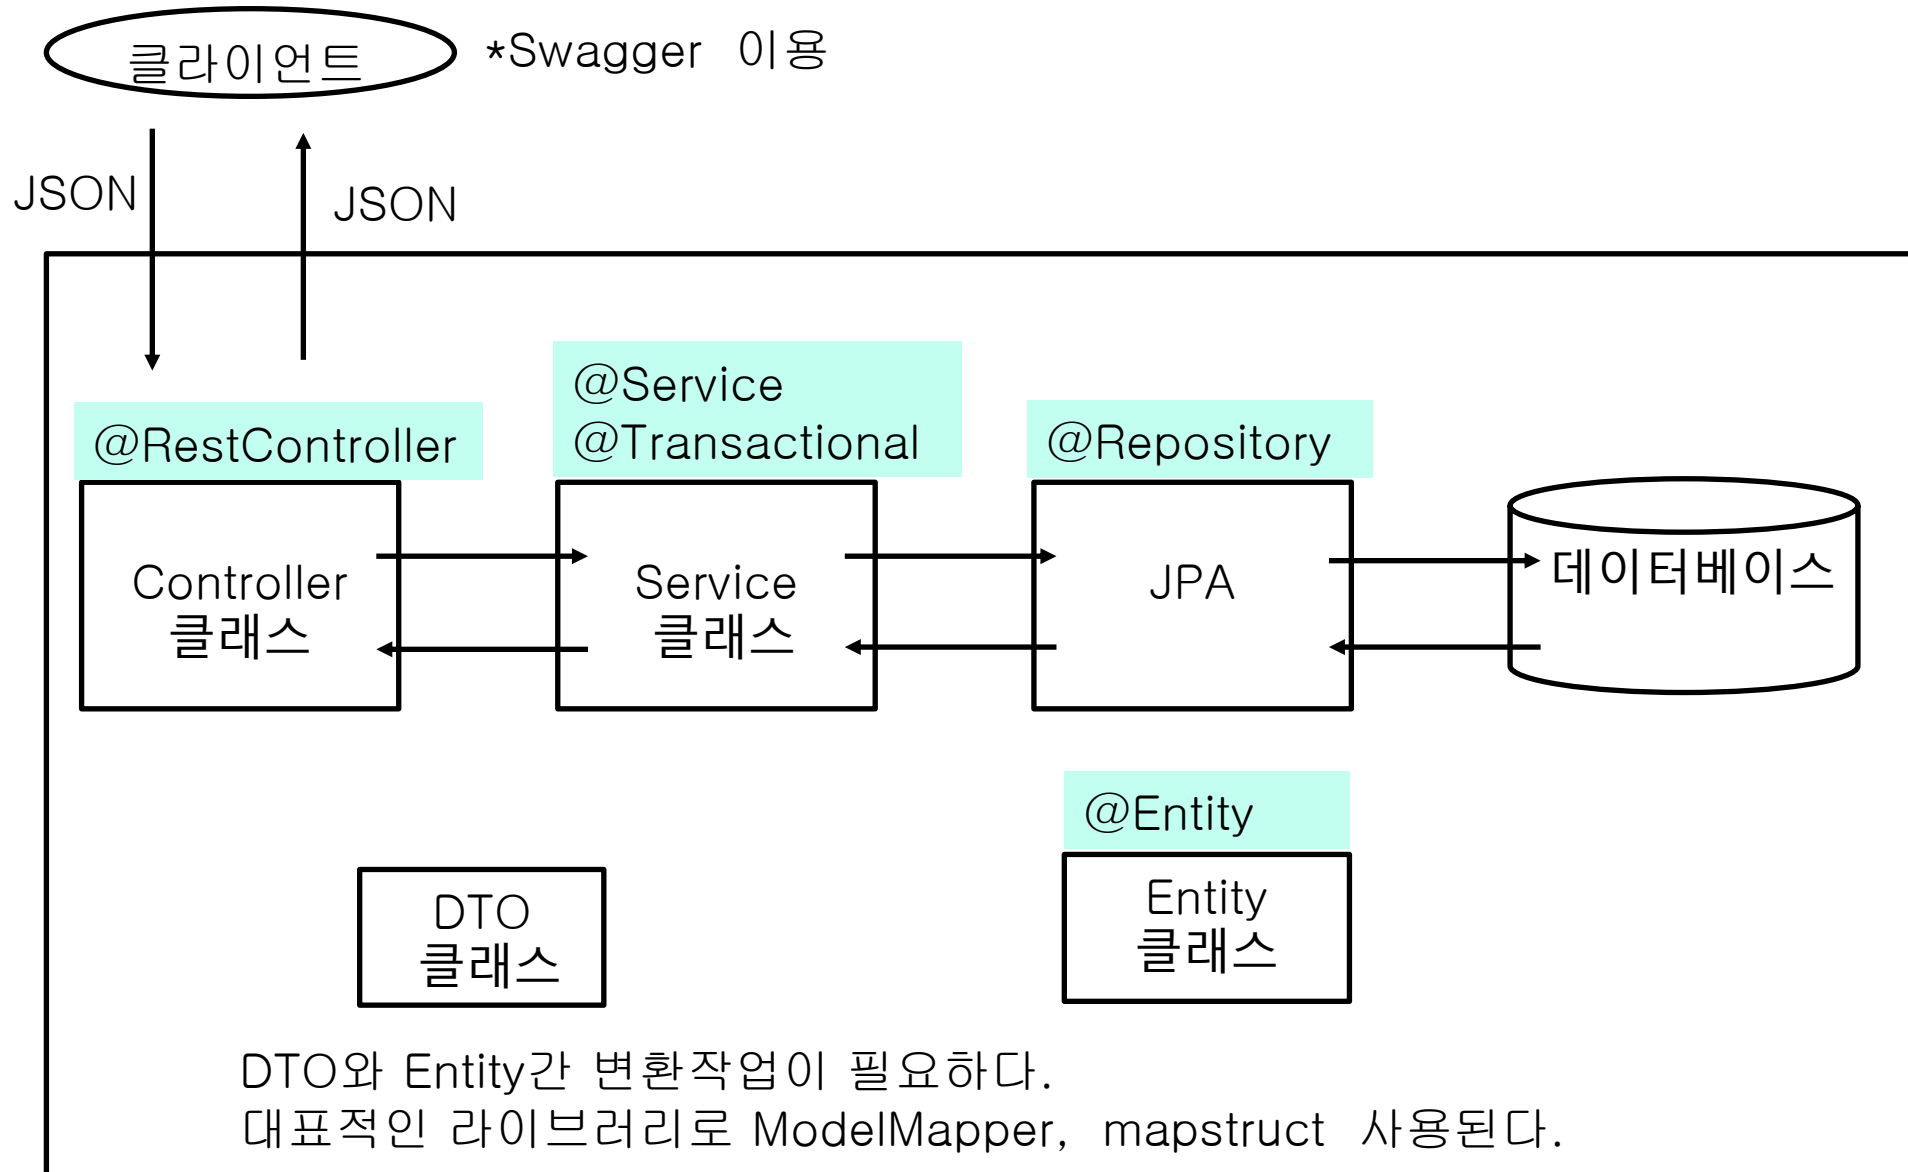 클라이언트
*Swagger 이용
JSON
JSON
@RestController
@Service
@Transactional
@Repository
Controller
클래스
Service
클래스
JPA
데이터베이스
@Entity
DTO
클래스
Entity
클래스
DTO와 Entity간 변환작업이 필요하다.
대표적인 라이브러리로 ModelMapper, mapstruct 사용된다.